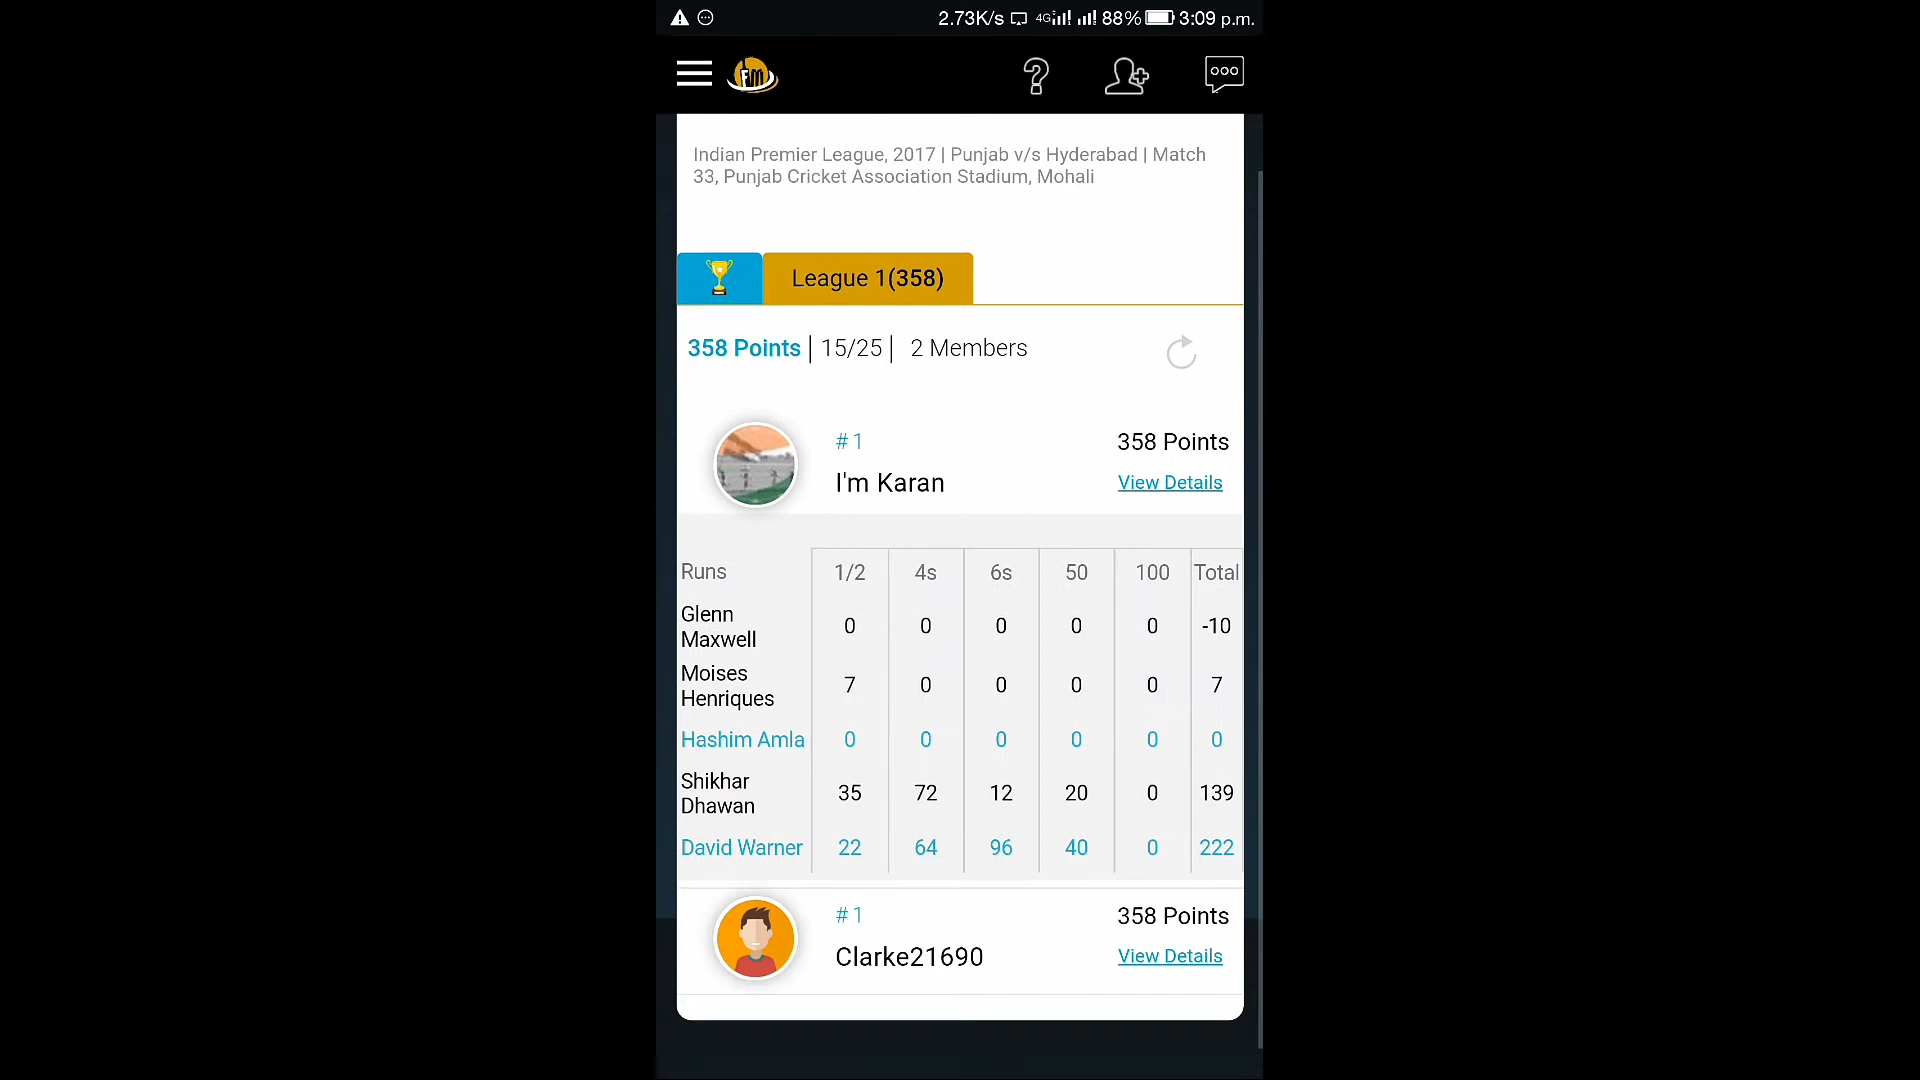 2.73K/s 4G 88% 3:09 p.m.
FM
Indian Premier League, 2017 | Punjab v/s Hyderabad | Match
33, Punjab Cricket Association Stadium, Mohali
League 1(358)
358 Points | 15/25 | 2 Members
# 1 358 Points
I'm Karan View Details
Runs 1/2 4s 6s 50 100 Total
Glenn
Maxwell 0 0 0 0 0 -10
Moises
Henriques 7 0 0 0 0 7
Hashim Amla 0 0 0 0 0 0
Shikhar
Dhawan 35 72 12 20 0 139
David Warner 22 64 96 40 0 222
# 1 358 Points
Clarke21690 View Details